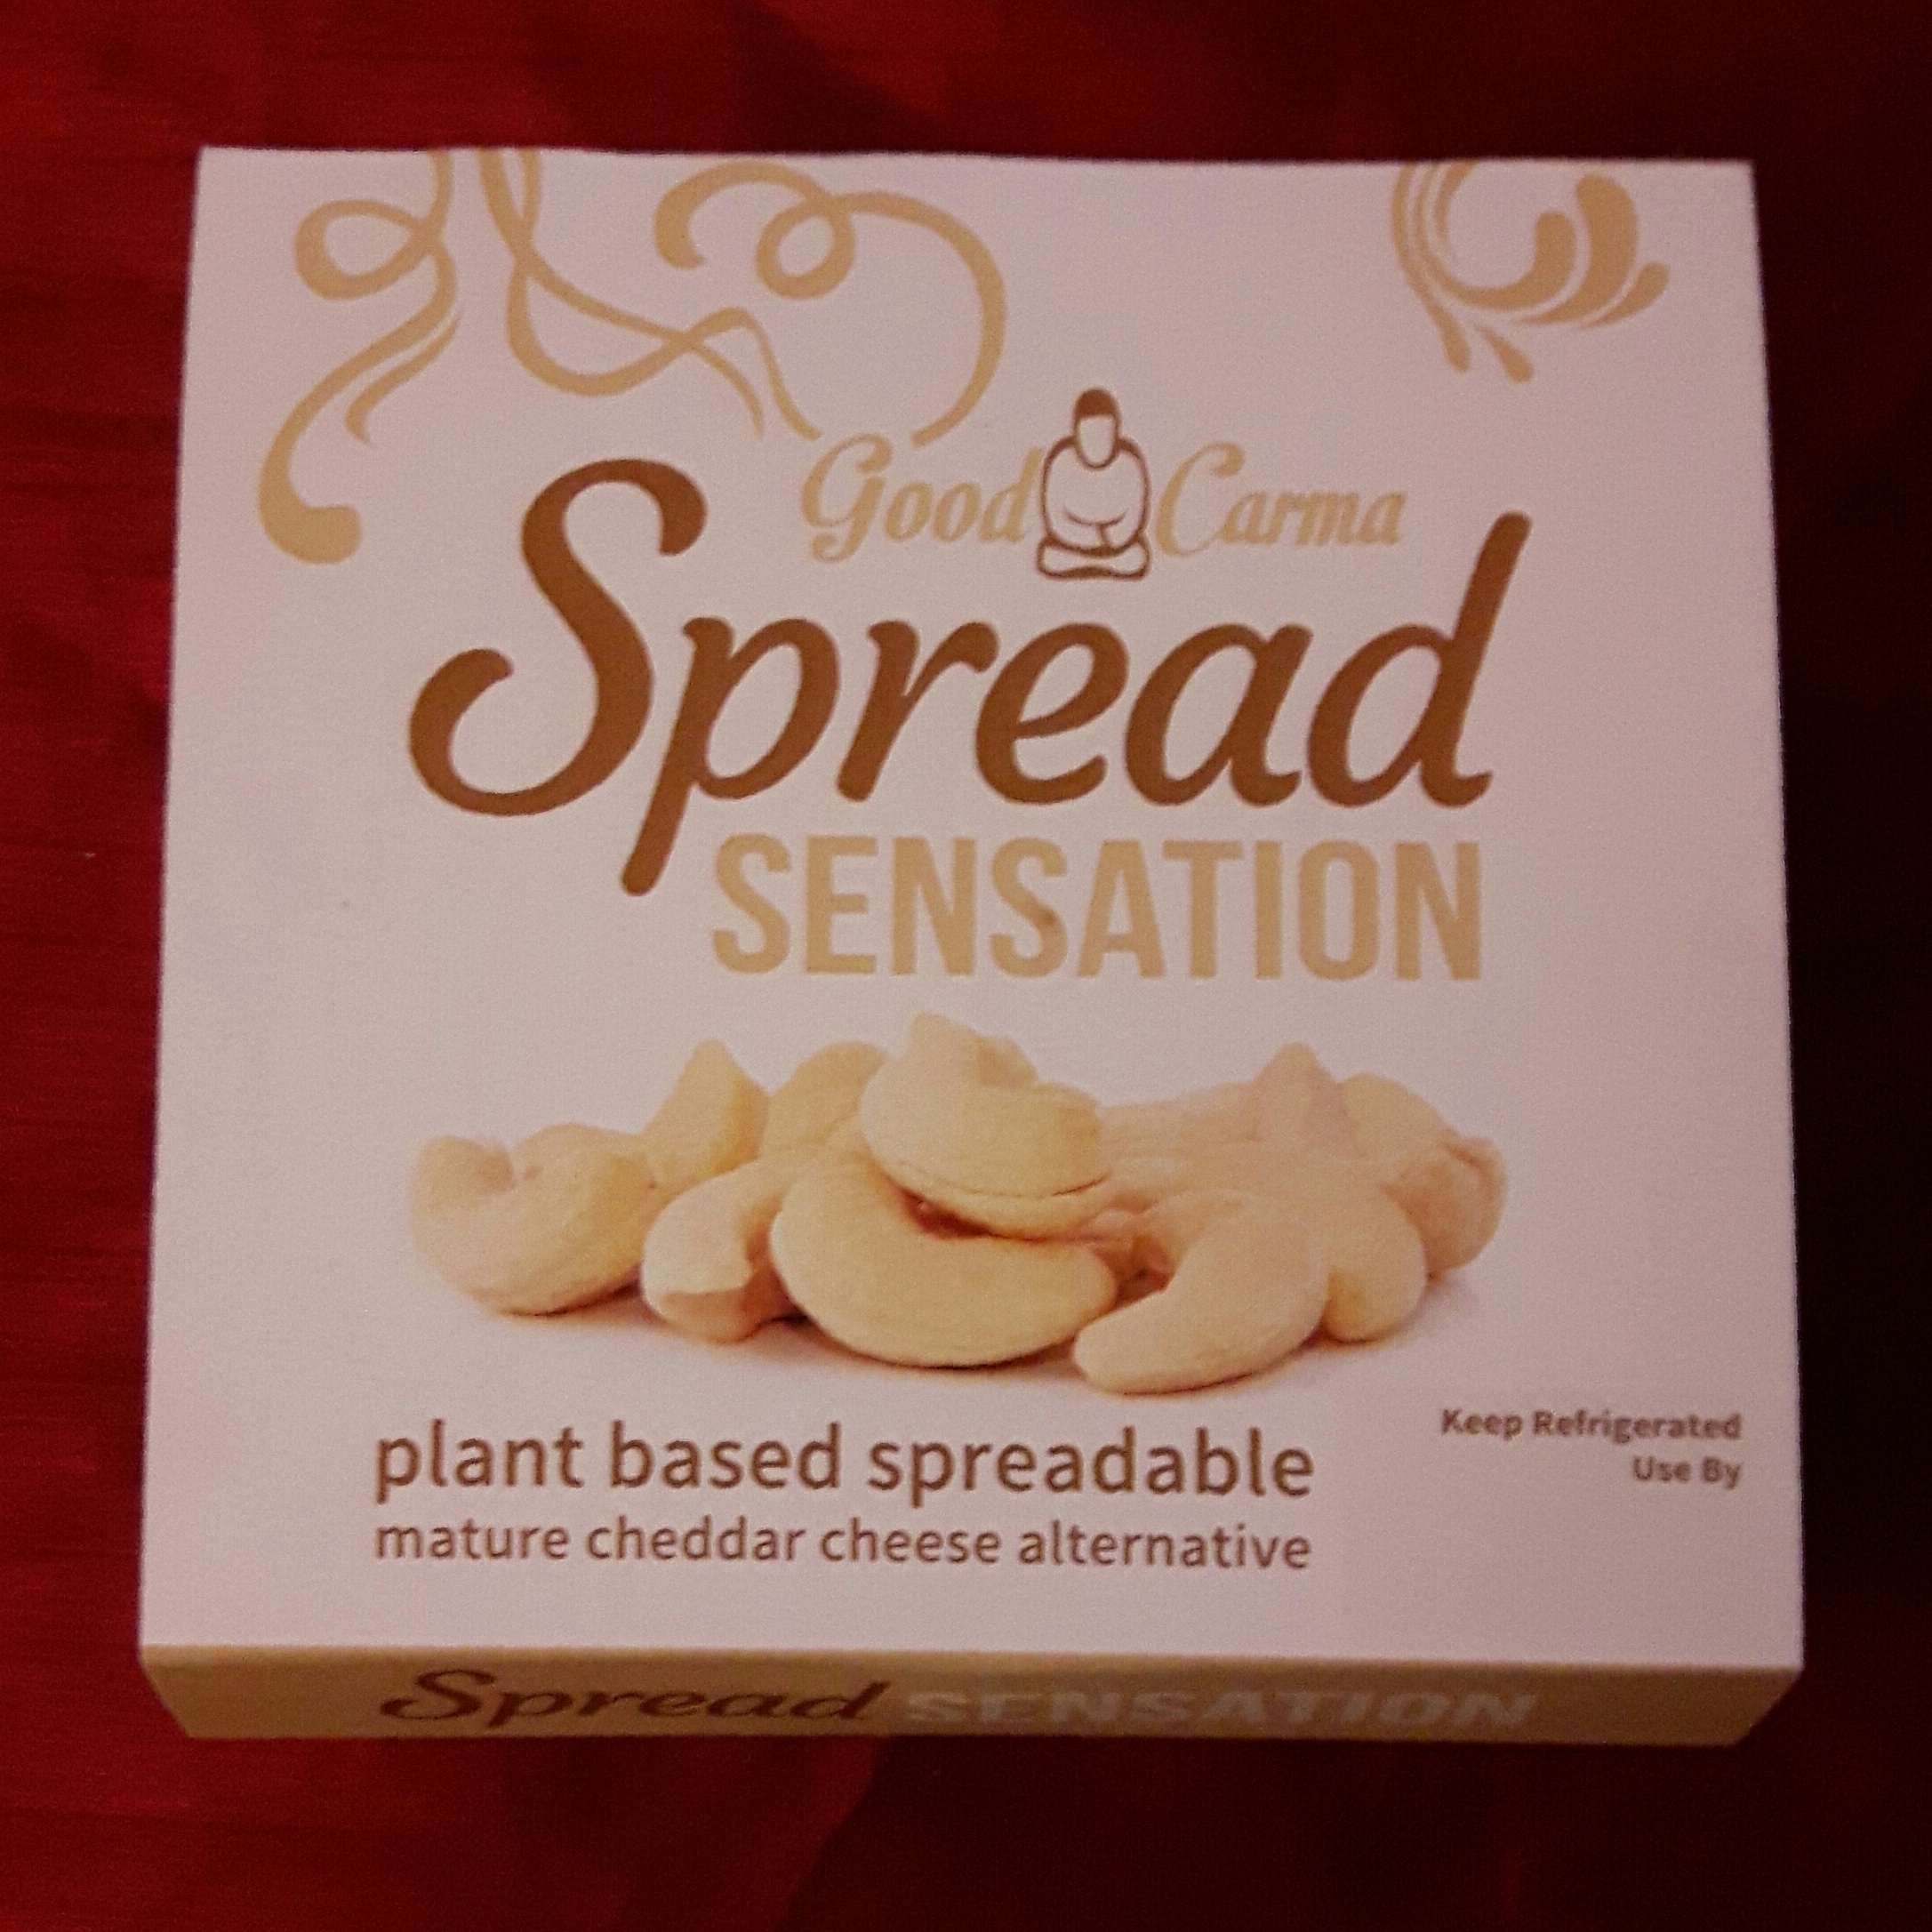 Good Carma
Spread
SENSATION
plant based spreadable
mature cheddar cheese alternative
Keep Refrigerated
Use By
Spread SENSATION